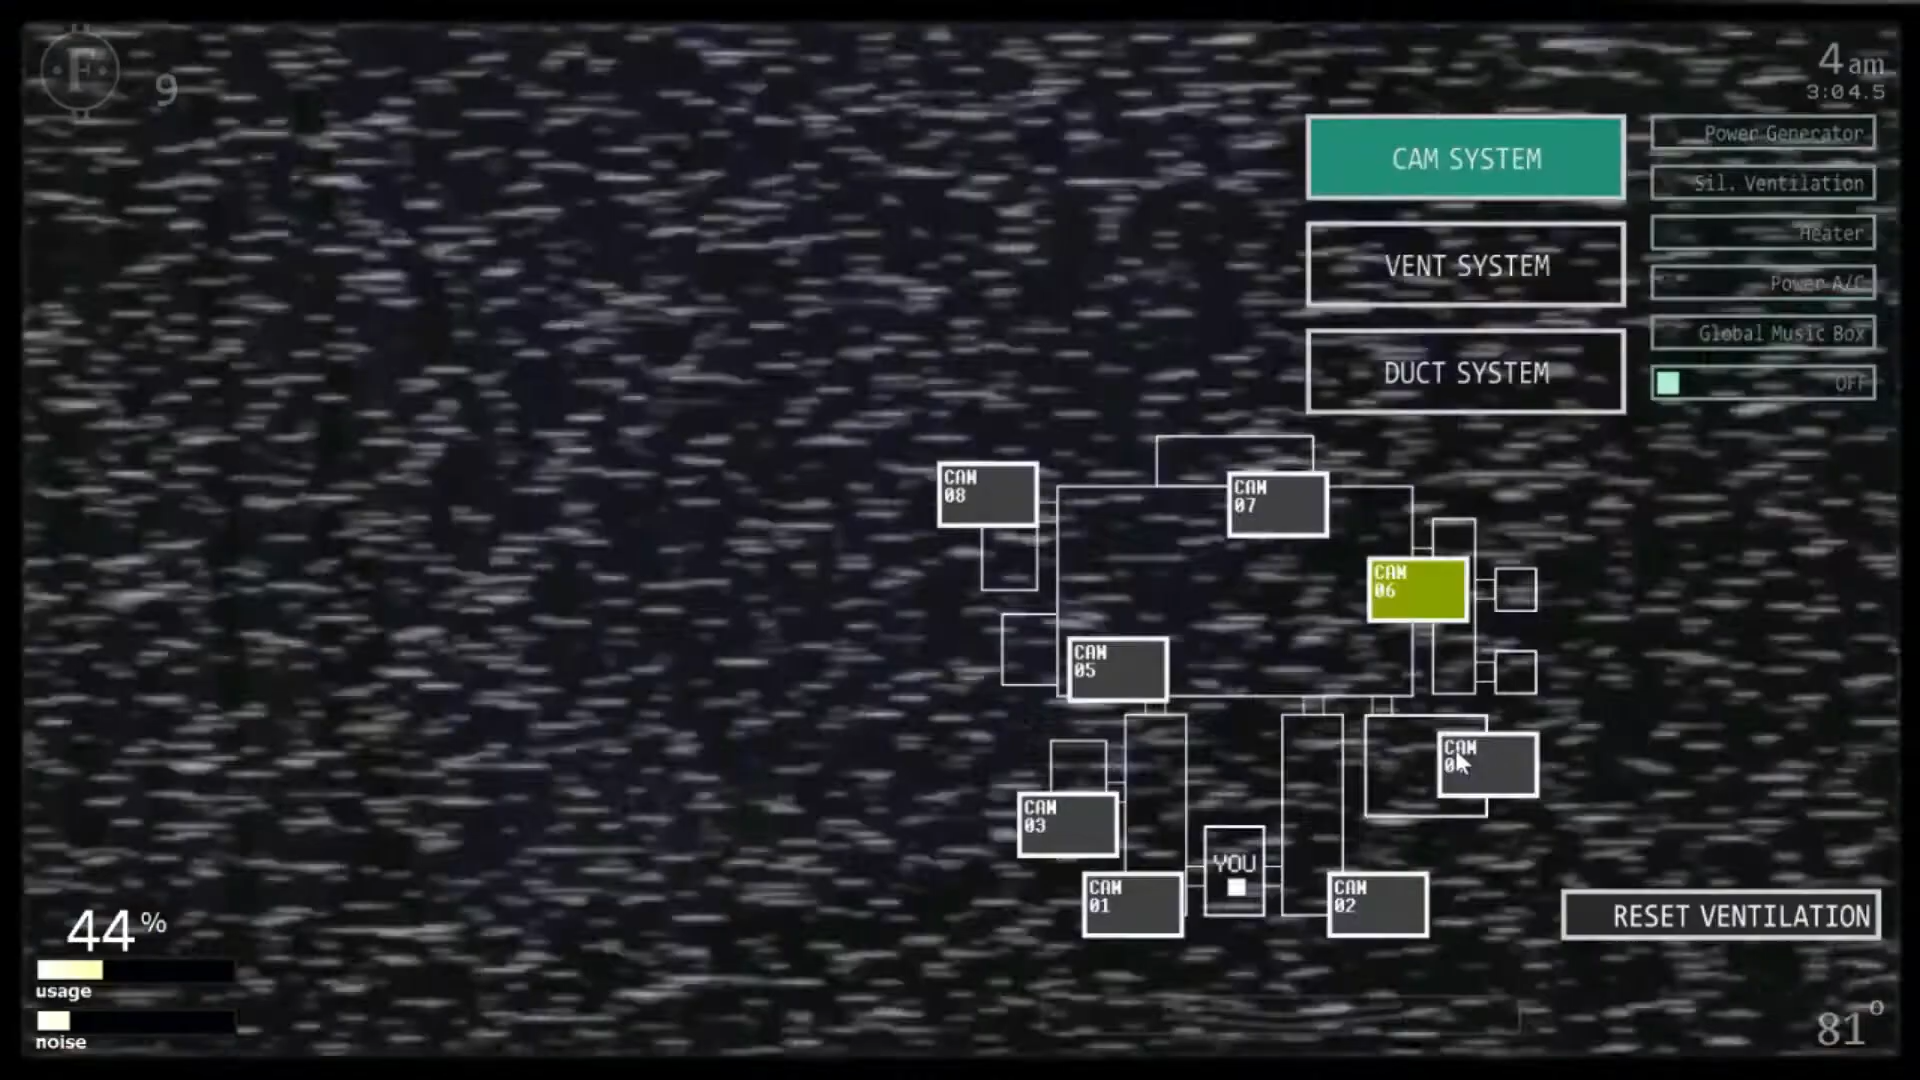 F
9
4 am
3:04.5
CAM SYSTEM
VENT SYSTEM
DUCT SYSTEM
Power Generator
Sil. Ventilation
Heater
Power A/C
Global Music Box
OFF
CAM
08
CAM
07
CAM
06
CAM
05
CAM
CAM
03
YOU
CAM
01
CAM
02
RESET VENTILATION
44%
usage
noise
81°